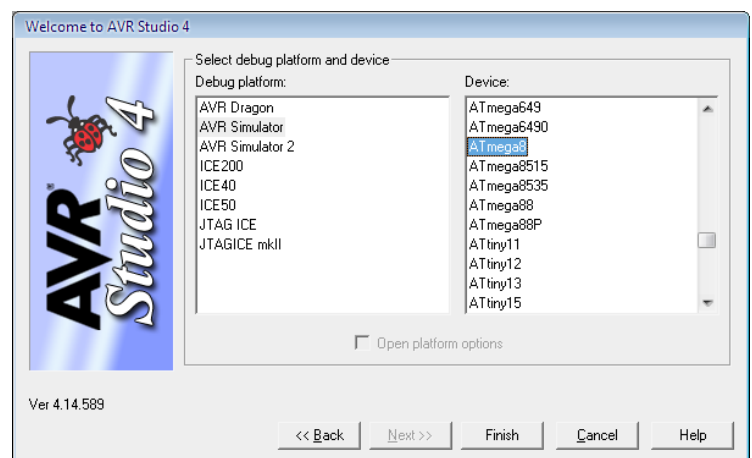 Welcome to AVR Studio 4
AVR Studio 4
Select debug platform and device
Debug platform:
AVR Dragon
AVR Simulator
AVR Simulator 2
ICE200
ICE40
ICE50
JTAG ICE
JTAGICE mkII
Device:
ATmega649
ATmega6490
ATmega8
ATmega8515
ATmega8535
ATmega88
ATmega88P
ATtiny11
ATtiny12
ATtiny13
ATtiny15
Open platform options
Ver 4.14.589
<< Back
Next >>
Finish
Cancel
Help